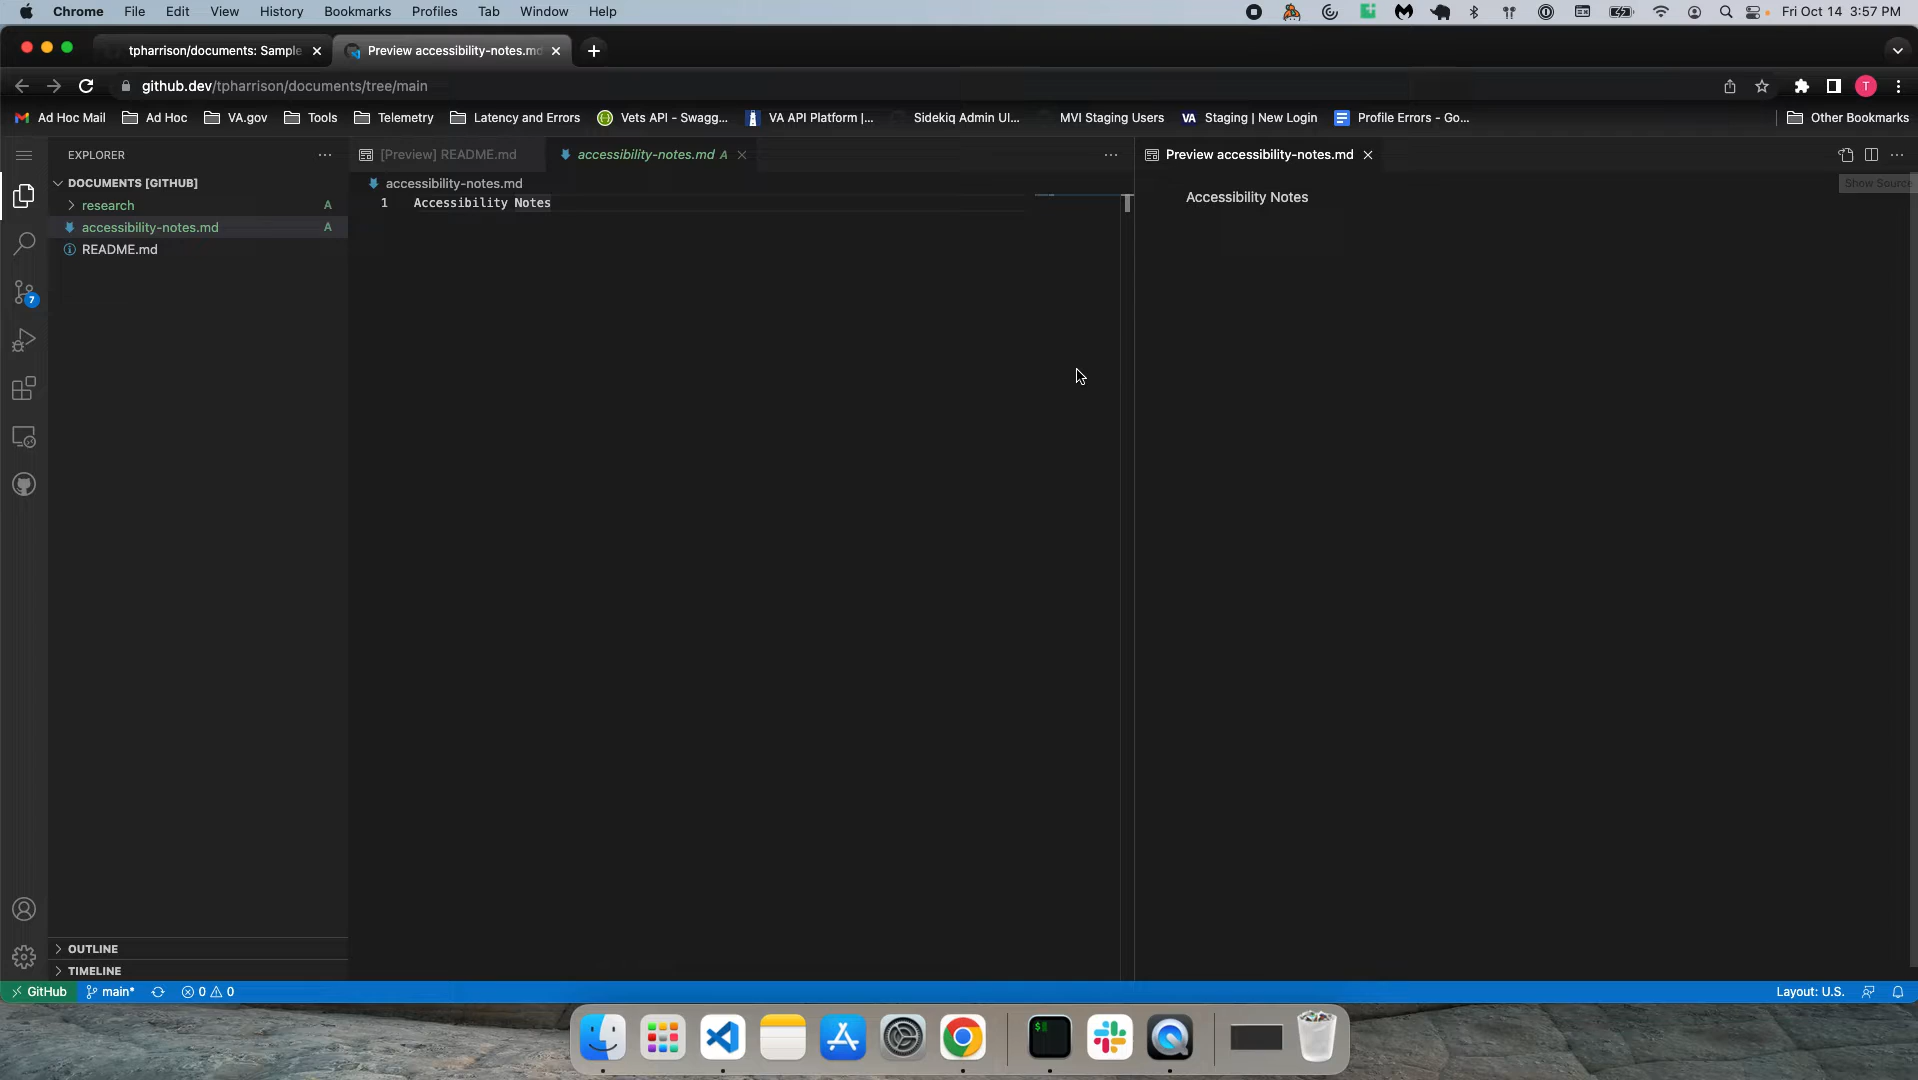 Chrome File Edit View History Bookmarks Profiles Tab Window Help Fri Oct 14 3:57 PM
tpharrison/documents: Sample Preview accessibility-notes.md
github.dev/tpharrison/documents/tree/main T
Ad Hoc Mail Ad Hoc VA.gov Tools Telemetry Latency and Errors Vets API - Swagg... VA API Platform |... Sidekiq Admin UI... MVI Staging Users VA Staging | New Login Profile Errors - Go... Other Bookmarks
EXPLORER [Preview] README.md accessibility-notes.md A Preview accessibility-notes.md
DOCUMENTS [GITHUB] accessibility-notes.md Show Source
research A 1 Accessibility Notes Accessibility Notes
accessibility-notes.md A
README.md
7
OUTLINE
TIMELINE
GitHub main* 0 0 Layout: U.S.
$